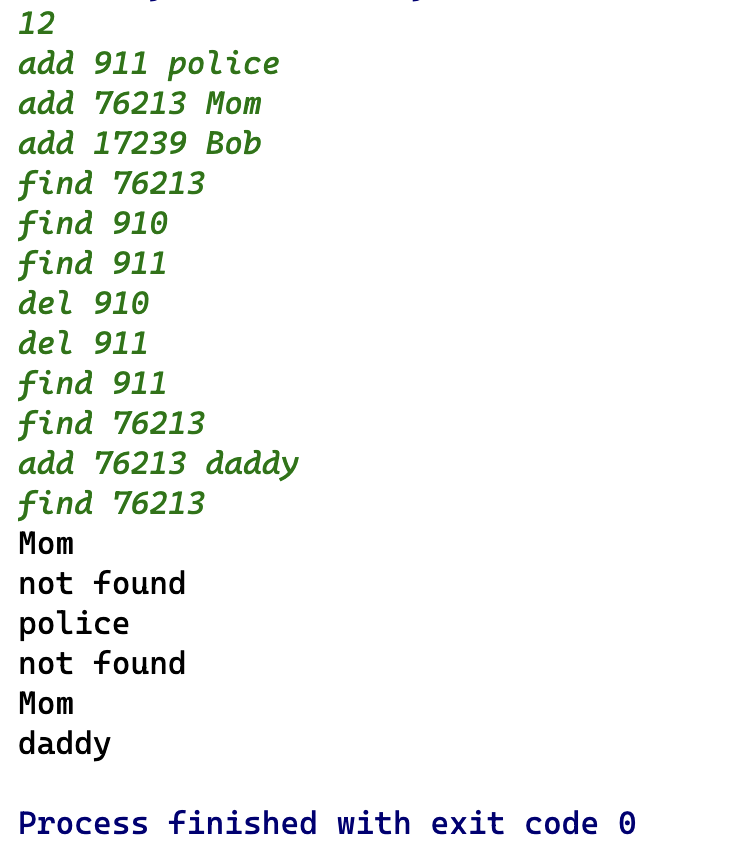 12
add 911 police
add 76213 Mom
add 17239 Bob
find 76213
find 910
find 911
del 910
del 911
find 911
find 76213
add 76213 daddy
find 76213
Mom
not found
police
not found
Mom
daddy
Process finished with exit code 0